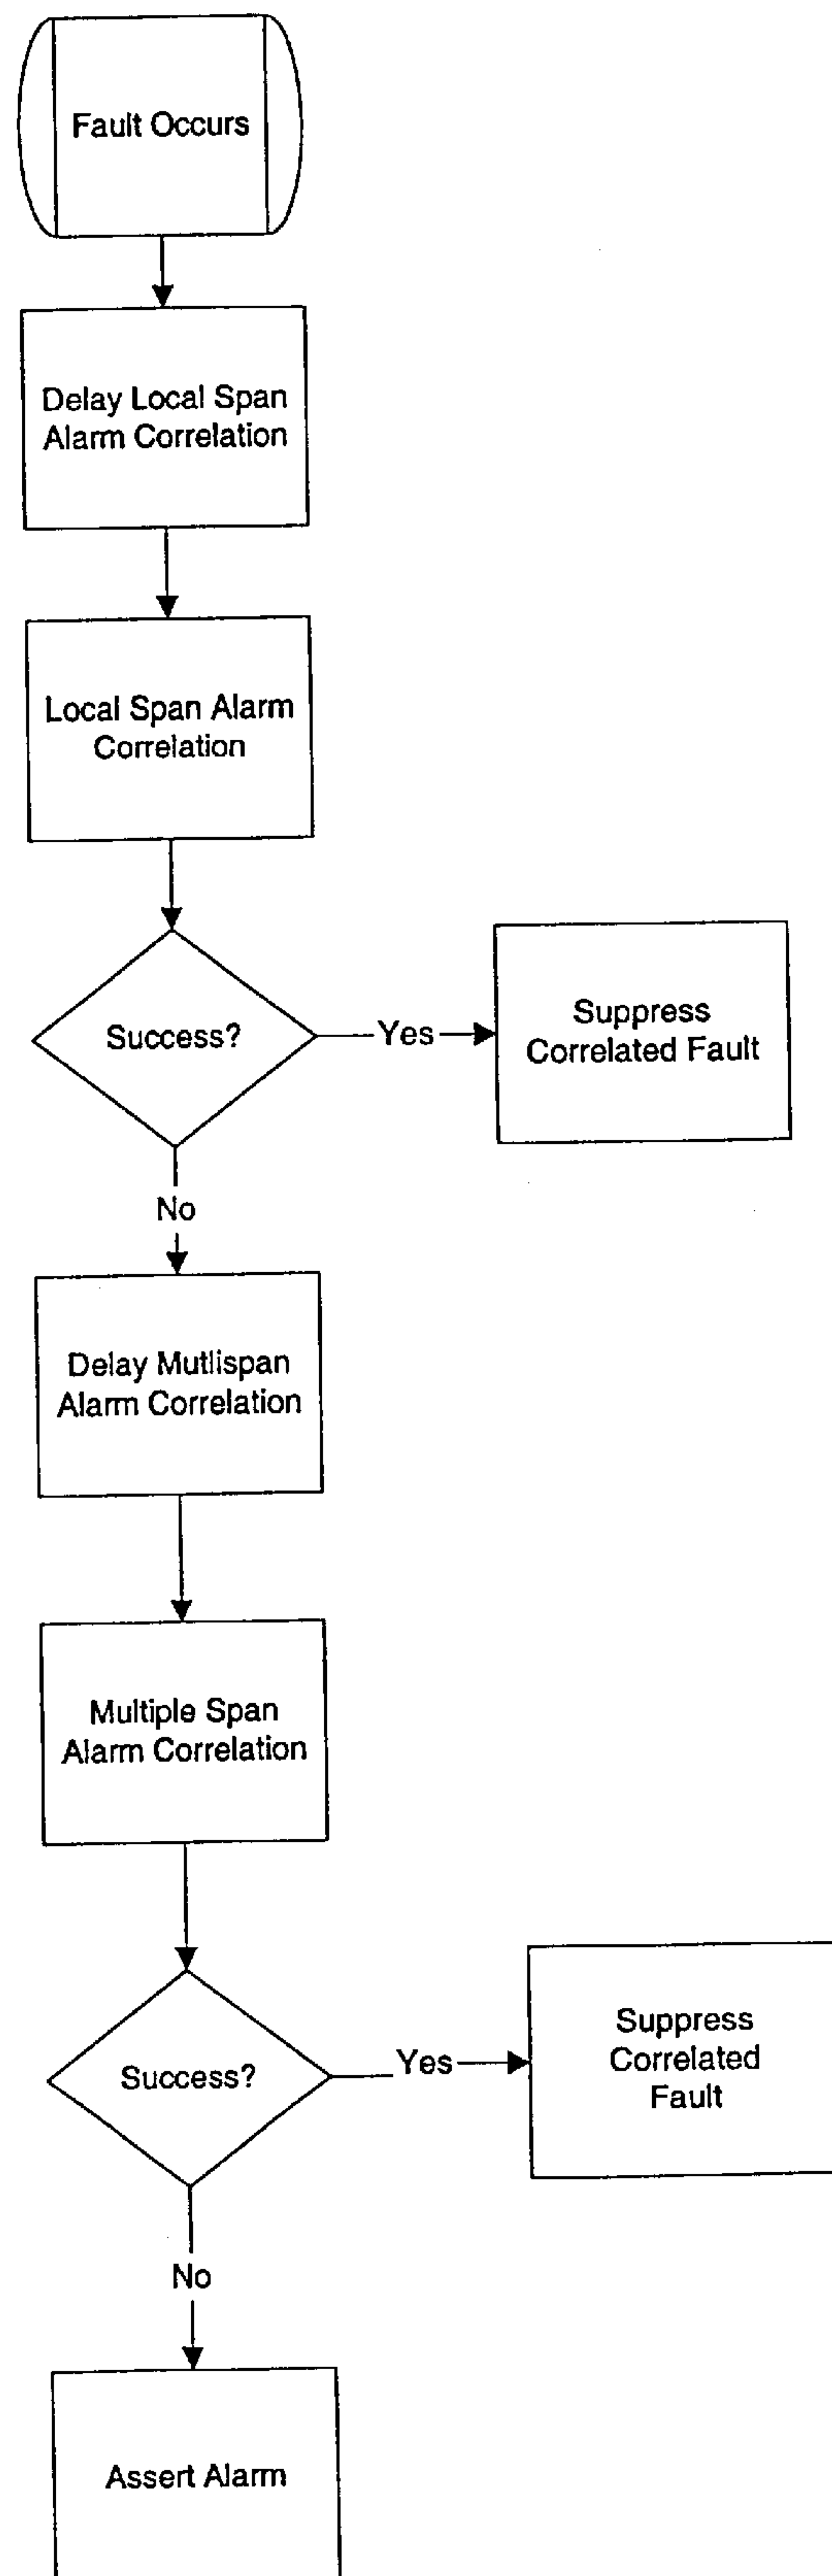 Fault Occurs
Delay Local Span
Alarm Correlation
Local Span Alarm
Correlation
Success?
Yes
Suppress
Correlated Fault
No
Delay Mutlispan
Alarm Correlation
Multiple Span
Alarm Correlation
Success?
Yes
Suppress
Correlated
Fault
No
Assert Alarm